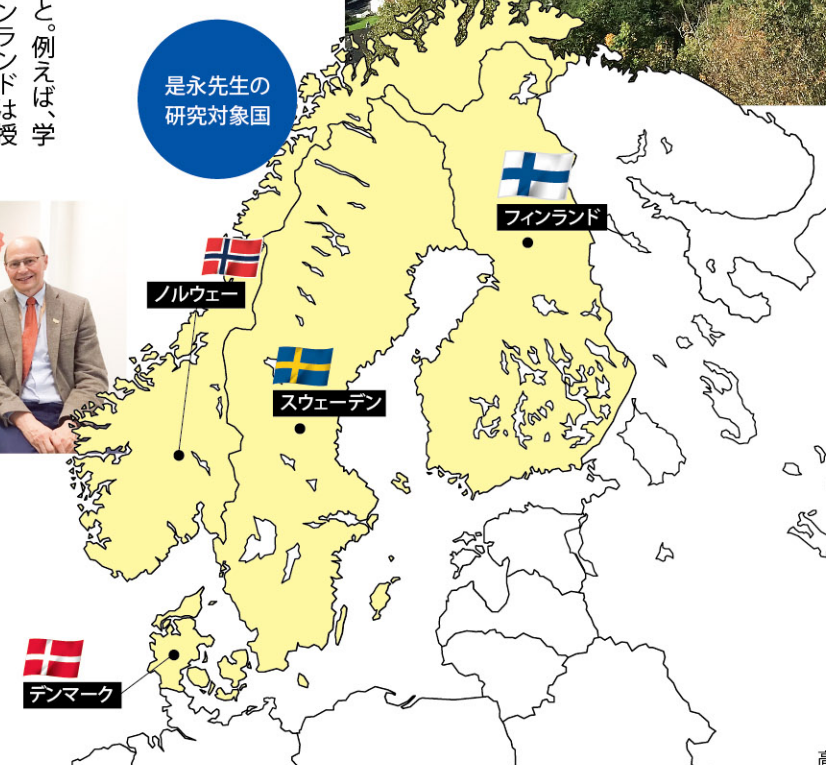 と。例えば、学
ンランドは授
是永先生の
研究対象国
フィンランド
ノルウェー
スウェーデン
デンマーク
高